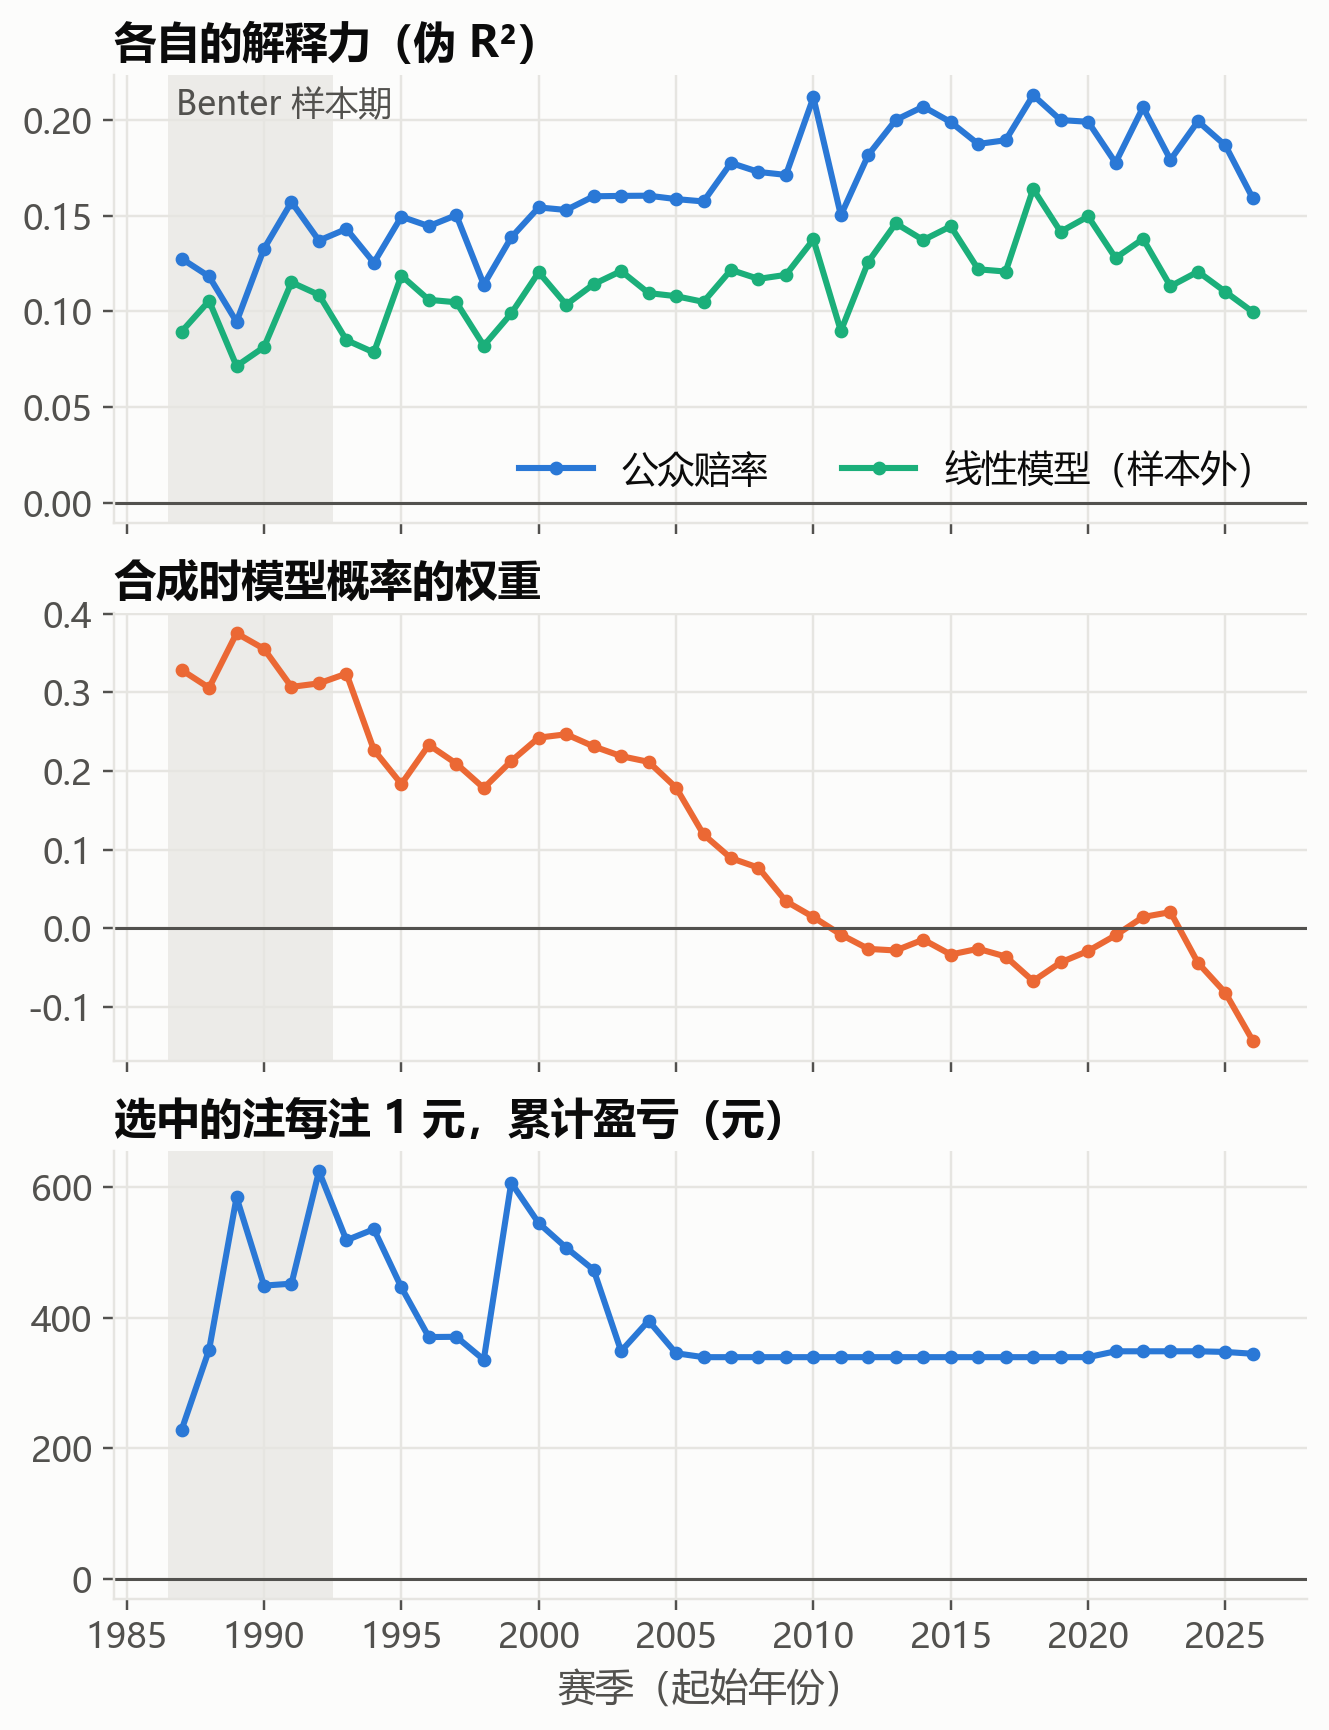 各自的解释力（伪 R²）
Benter 样本期
0.20
0.15
0.10
0.05
0.00
公众赔率
线性模型（样本外）
合成时模型概率的权重
0.4
0.3
0.2
0.1
0.0
-0.1
选中的注每注 1 元，累计盈亏（元）
600
400
200
0
1985 1990 1995 2000 2005 2010 2015 2020 2025
赛季（起始年份）